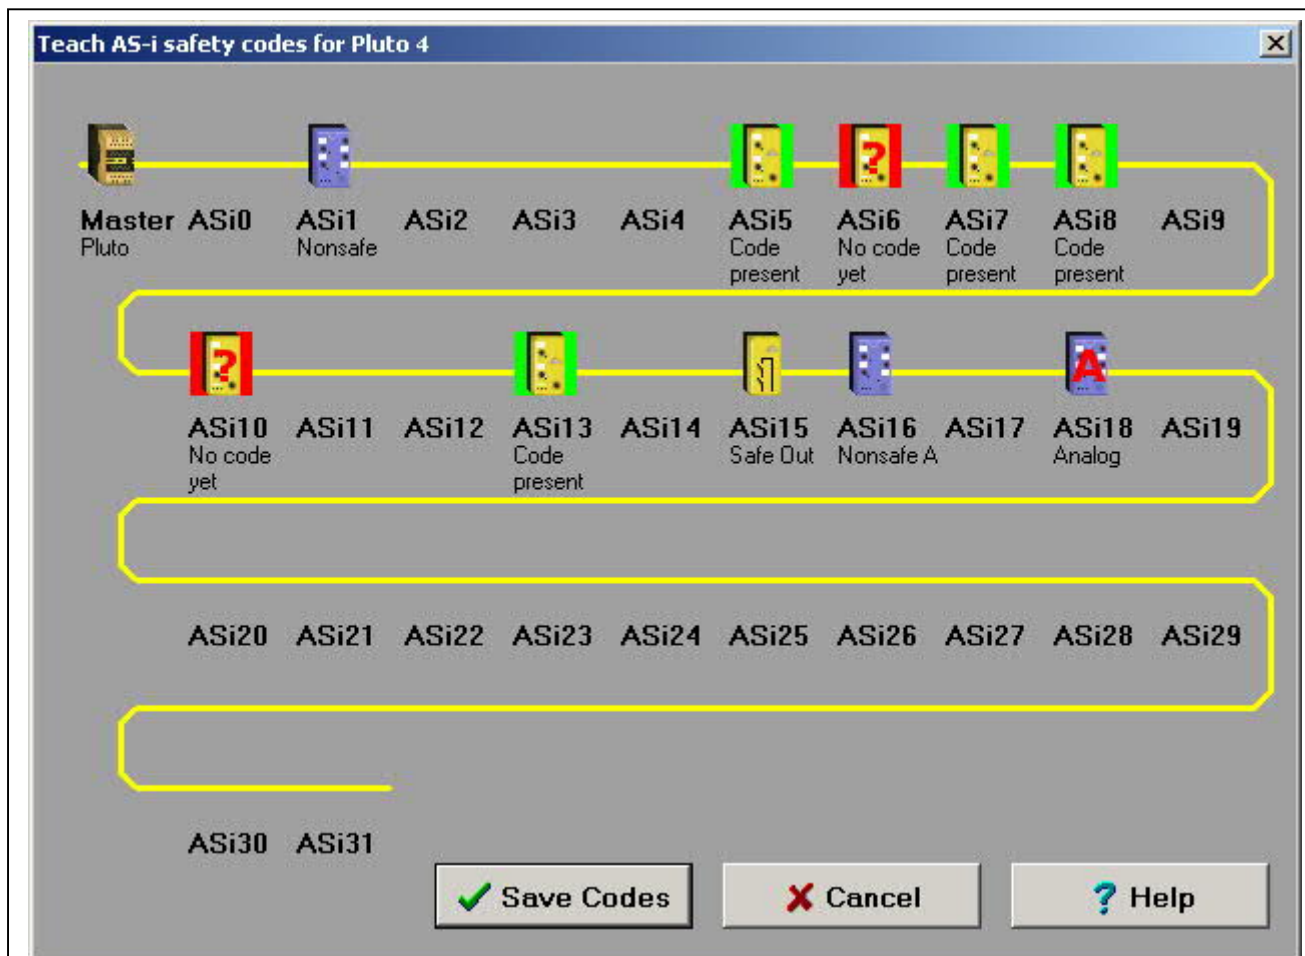 Teach AS-i safety codes for Pluto 4
Master ASi0 ASi1 ASi2 ASi3 ASi4 ASi5 ASi6 ASi7 ASi8 ASi9
Pluto Nonsafe Code No code Code Code
present yet present present
?
? A
ASi10 ASi11 ASi12 ASi13 ASi14 ASi15 ASi16 ASi17 ASi18 ASi19
No code Code Safe Out Nonsafe A Analog
yet present
ASi20 ASi21 ASi22 ASi23 ASi24 ASi25 ASi26 ASi27 ASi28 ASi29
ASi30 ASi31
Save Codes Cancel ? Help